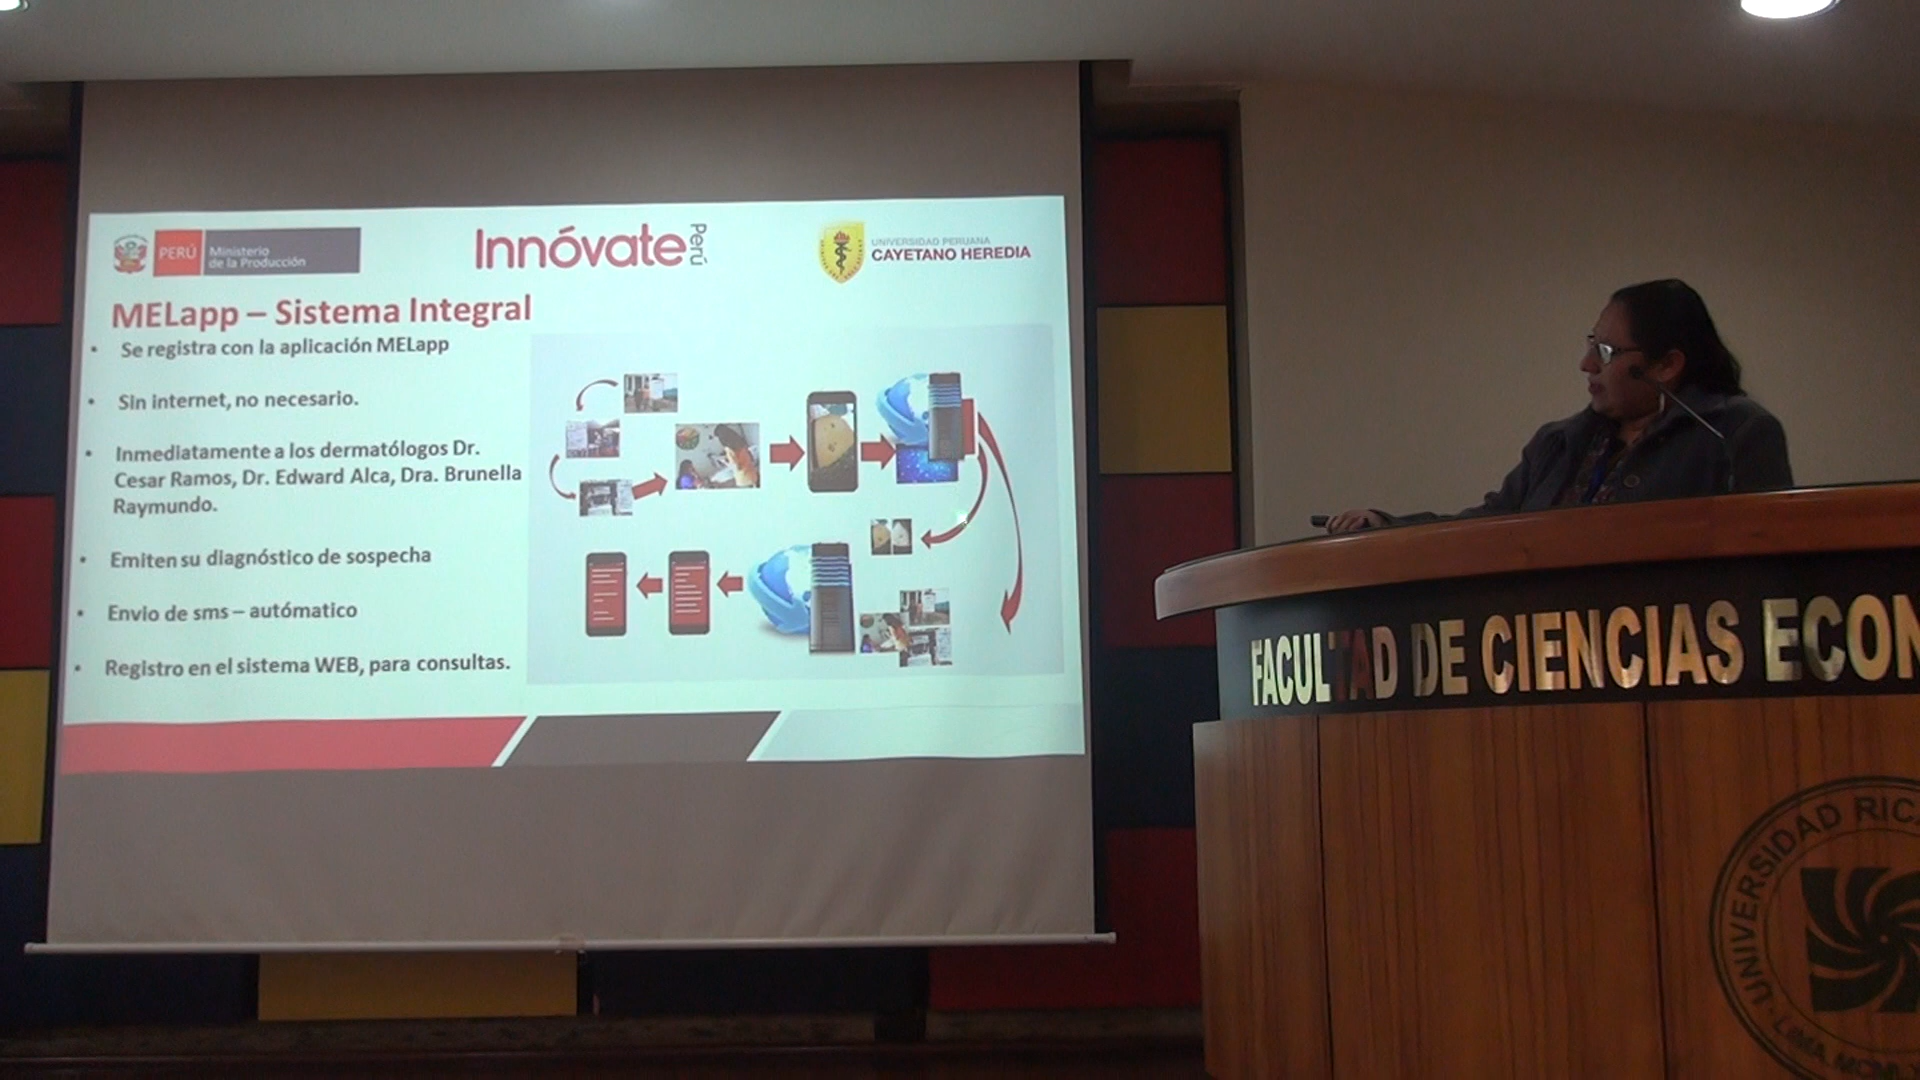 PERÚ
Ministerio
de la Producción
Innóvate
Perú
UNIVERSIDAD PERUANA
CAYETANO HEREDIA
MELapp – Sistema Integral
• Se registra con la aplicación MELapp
• Sin internet, no necesario.
• Inmediatamente a los dermatólogos Dr.
Cesar Ramos, Dr. Edward Alca, Dra. Brunella
Raymundo.
• Emiten su diagnóstico de sospecha
• Envio de sms – autómatico
• Registro en el sistema WEB, para consultas.
FACULTAD DE CIENCIAS ECON
UNIVERSIDAD RICA
LIMA